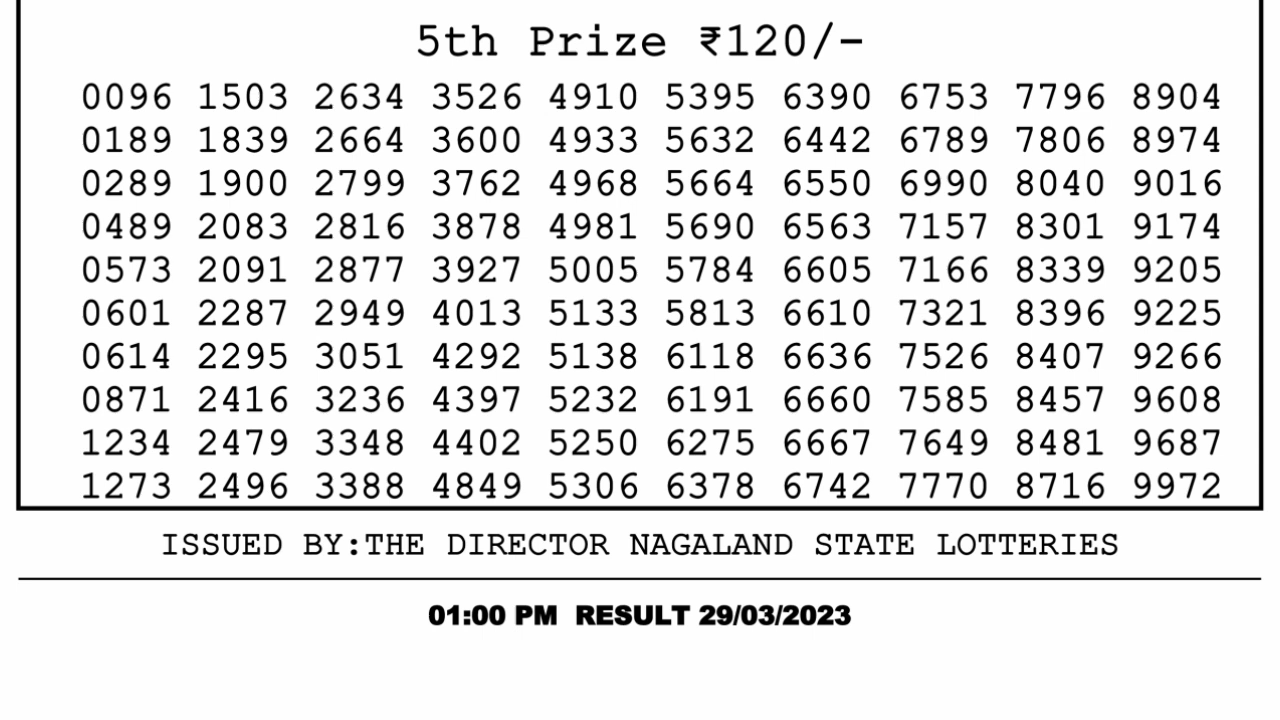 5th Prize ₹120/-
0096 1503 2634 3526 4910 5395 6390 6753 7796 8904
0189 1839 2664 3600 4933 5632 6442 6789 7806 8974
0289 1900 2799 3762 4968 5664 6550 6990 8040 9016
0489 2083 2816 3878 4981 5690 6563 7157 8301 9174
0573 2091 2877 3927 5005 5784 6605 7166 8339 9205
0601 2287 2949 4013 5133 5813 6610 7321 8396 9225
0614 2295 3051 4292 5138 6118 6636 7526 8407 9266
0871 2416 3236 4397 5232 6191 6660 7585 8457 9608
1234 2479 3348 4402 5250 6275 6667 7649 8481 9687
1273 2496 3388 4849 5306 6378 6742 7770 8716 9972
ISSUED BY:THE DIRECTOR NAGALAND STATE LOTTERIES
01:00 PM RESULT 29/03/2023